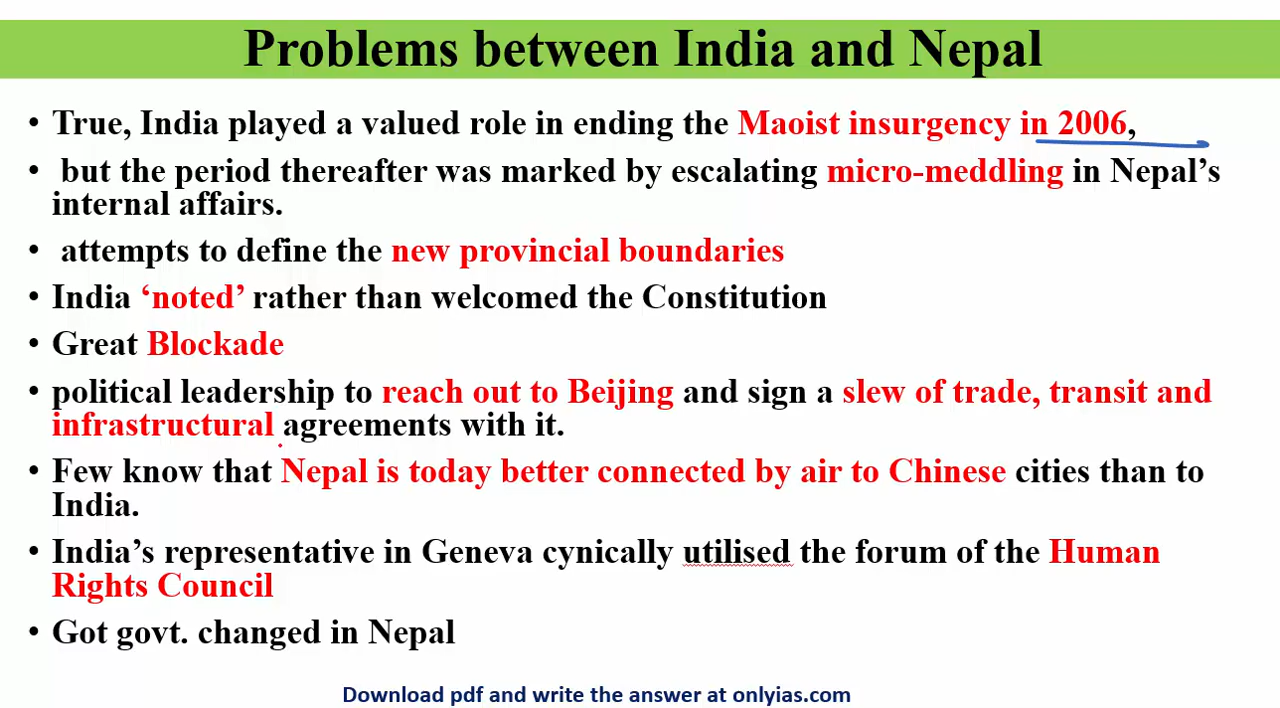 Problems between India and Nepal
• True, India played a valued role in ending the Maoist insurgency in 2006,
• but the period thereafter was marked by escalating micro-meddling in Nepal’s
internal affairs.
• attempts to define the new provincial boundaries
• India ‘noted’ rather than welcomed the Constitution
• Great Blockade
• political leadership to reach out to Beijing and sign a slew of trade, transit and
infrastructural agreements with it.
• Few know that Nepal is today better connected by air to Chinese cities than to
India.
• India’s representative in Geneva cynically utilised the forum of the Human
Rights Council
• Got govt. changed in Nepal
Download pdf and write the answer at onlyias.com